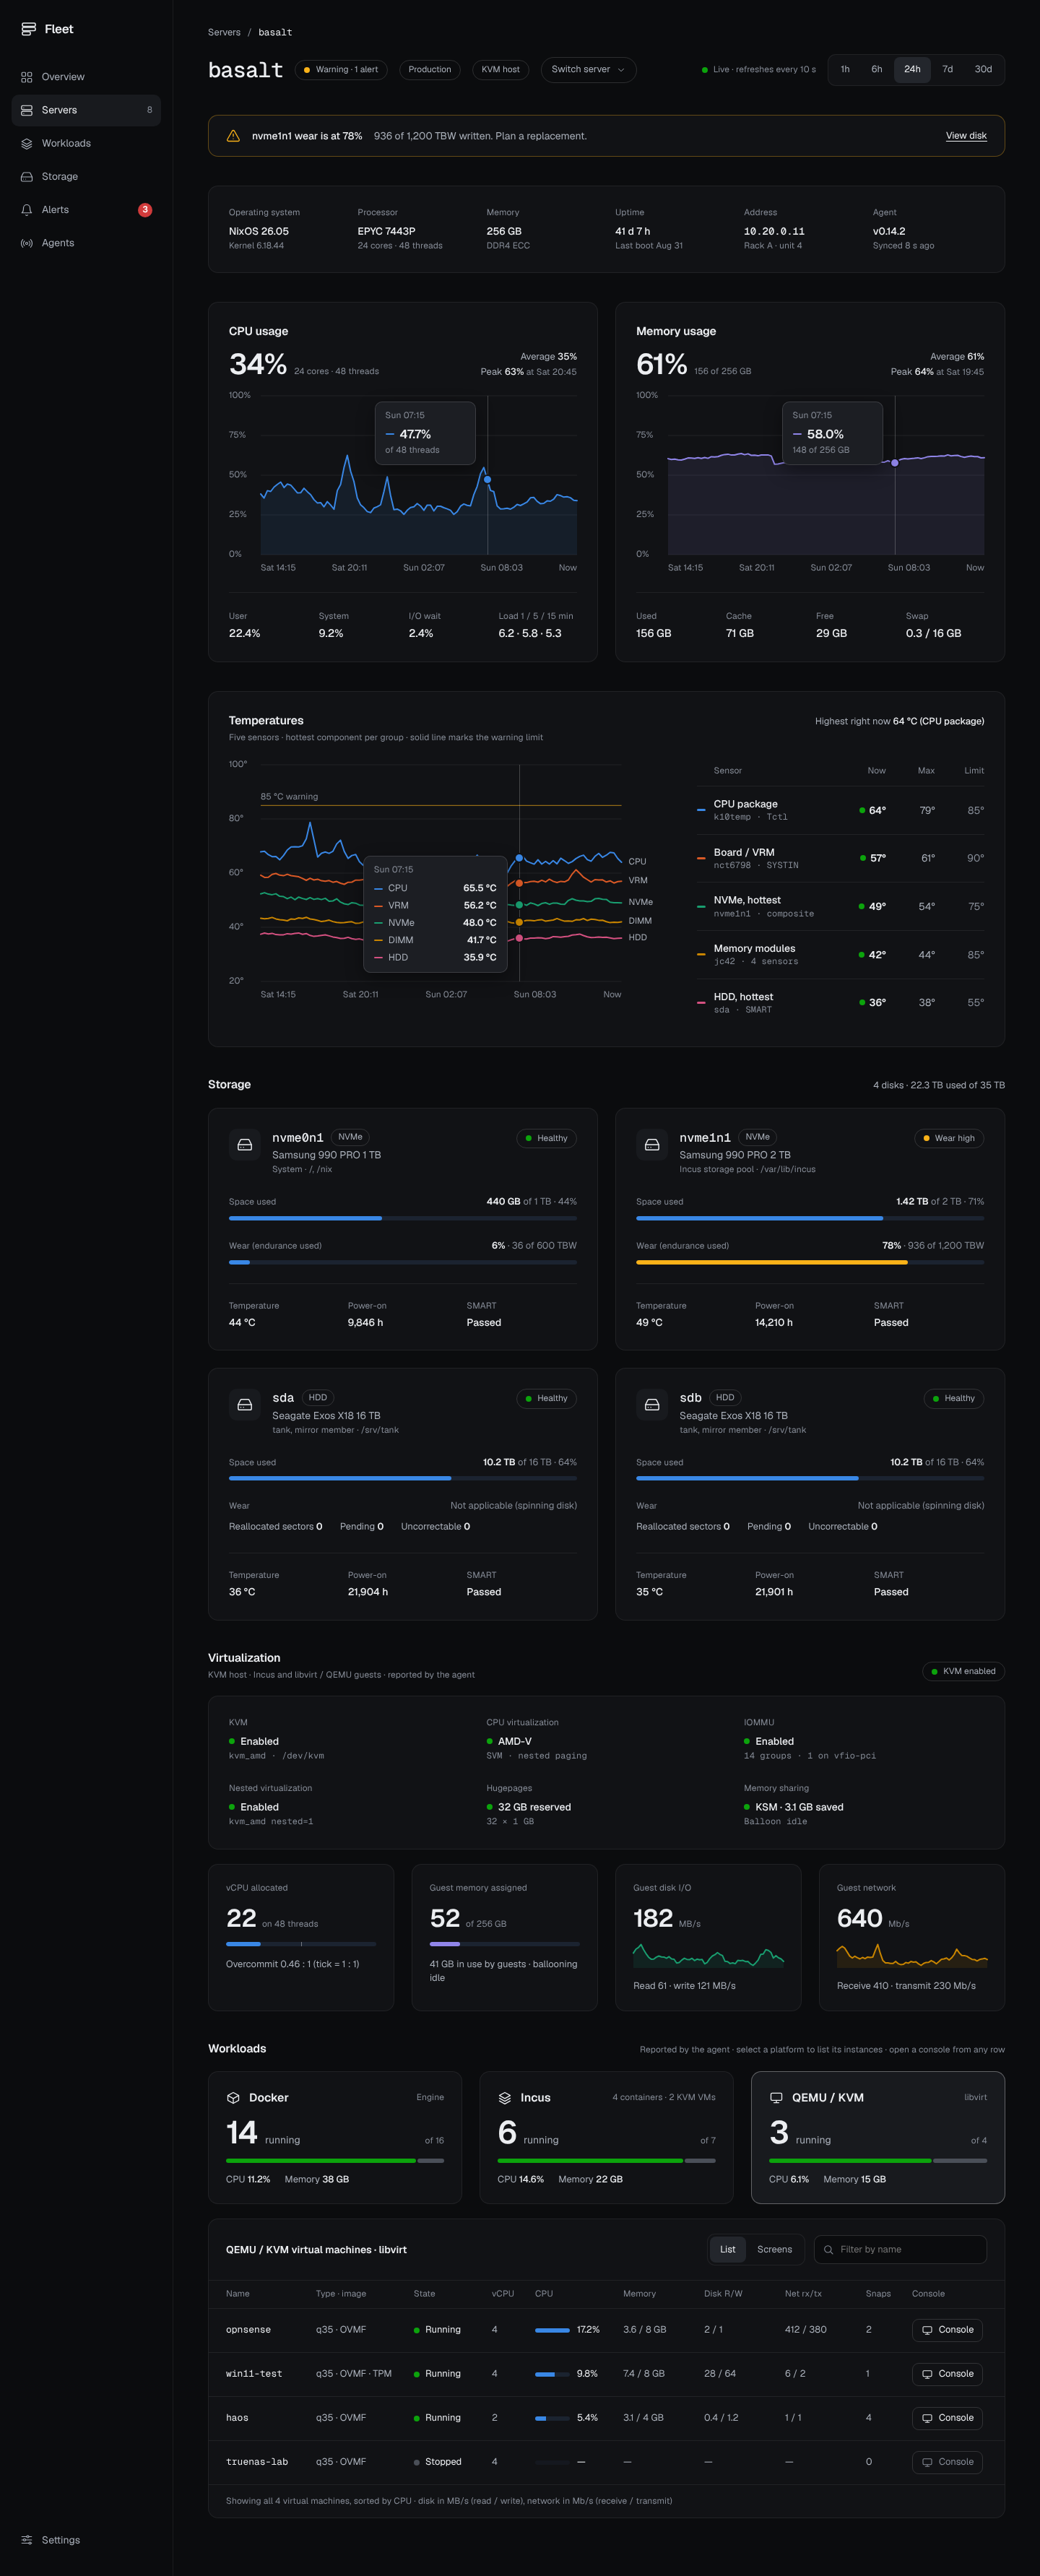 Fleet
Overview
Servers 8
Workloads
Storage
Alerts 3
Agents
Settings
Servers / basalt
basalt Warning · 1 alert Production KVM host Switch server Live · refreshes every 10 s 1h 6h 24h 7d 30d
nvme1n1 wear is at 78% 936 of 1,200 TBW written. Plan a replacement. View disk
Operating system Processor Memory Uptime Address Agent
NixOS 26.05 EPYC 7443P 256 GB 41 d 7 h 10.20.0.11 v0.14.2
Kernel 6.18.44 24 cores · 48 threads DDR4 ECC Last boot Aug 31 Rack A · unit 4 Synced 8 s ago
CPU usage
34% 24 cores · 48 threads
Average 35%
Peak 63% at Sat 20:45
100%
75%
50%
25%
0%
Sun 07:15
47.7%
of 48 threads
Sat 14:15 Sat 20:11 Sun 02:07 Sun 08:03 Now
User System I/O wait Load 1 / 5 / 15 min
22.4% 9.2% 2.4% 6.2 · 5.8 · 5.3
Memory usage
61% 156 of 256 GB
Average 61%
Peak 64% at Sat 19:45
100%
75%
50%
25%
0%
Sun 07:15
58.0%
148 of 256 GB
Sat 14:15 Sat 20:11 Sun 02:07 Sun 08:03 Now
Used Cache Free Swap
156 GB 71 GB 29 GB 0.3 / 16 GB
Temperatures
Five sensors · hottest component per group · solid line marks the warning limit
Highest right now 64 °C (CPU package)
100°
85 °C warning
80°
60°
40°
20°
Sun 07:15
CPU 65.5 °C
VRM 56.2 °C
NVMe 48.0 °C
DIMM 41.7 °C
HDD 35.9 °C
CPU
VRM
NVMe
DIMM
HDD
Sat 14:15 Sat 20:11 Sun 02:07 Sun 08:03 Now
Sensor Now Max Limit
CPU package 64° 79° 85°
k10temp · Tctl
Board / VRM 57° 61° 90°
nct6798 · SYSTIN
NVMe, hottest 49° 54° 75°
nvme1n1 · composite
Memory modules 42° 44° 85°
jc42 · 4 sensors
HDD, hottest 36° 38° 55°
sda · SMART
Storage 4 disks · 22.3 TB used of 35 TB
nvme0n1 NVMe Healthy
Samsung 990 PRO 1 TB
System · /, /nix
Space used 440 GB of 1 TB · 44%
Wear (endurance used) 6% · 36 of 600 TBW
Temperature Power-on SMART
44 °C 9,846 h Passed
nvme1n1 NVMe Wear high
Samsung 990 PRO 2 TB
Incus storage pool · /var/lib/incus
Space used 1.42 TB of 2 TB · 71%
Wear (endurance used) 78% · 936 of 1,200 TBW
Temperature Power-on SMART
49 °C 14,210 h Passed
sda HDD Healthy
Seagate Exos X18 16 TB
tank, mirror member · /srv/tank
Space used 10.2 TB of 16 TB · 64%
Wear Not applicable (spinning disk)
Reallocated sectors 0 Pending 0 Uncorrectable 0
Temperature Power-on SMART
36 °C 21,904 h Passed
sdb HDD Healthy
Seagate Exos X18 16 TB
tank, mirror member · /srv/tank
Space used 10.2 TB of 16 TB · 64%
Wear Not applicable (spinning disk)
Reallocated sectors 0 Pending 0 Uncorrectable 0
Temperature Power-on SMART
35 °C 21,901 h Passed
Virtualization
KVM host · Incus and libvirt / QEMU guests · reported by the agent KVM enabled
KVM CPU virtualization IOMMU
Enabled AMD-V Enabled
kvm_amd · /dev/kvm SVM · nested paging 14 groups · 1 on vfio-pci
Nested virtualization Hugepages Memory sharing
Enabled 32 GB reserved KSM · 3.1 GB saved
kvm_amd nested=1 32 × 1 GB Balloon idle
vCPU allocated
22 on 48 threads
Overcommit 0.46 : 1 (tick = 1 : 1)
Guest memory assigned
52 of 256 GB
41 GB in use by guests · ballooning
idle
Guest disk I/O
182 MB/s
Read 61 · write 121 MB/s
Guest network
640 Mb/s
Receive 410 · transmit 230 Mb/s
Workloads Reported by the agent · select a platform to list its instances · open a console from any row
Docker Engine
14 running of 16
CPU 11.2% Memory 38 GB
Incus 4 containers · 2 KVM VMs
6 running of 7
CPU 14.6% Memory 22 GB
QEMU / KVM libvirt
3 running of 4
CPU 6.1% Memory 15 GB
QEMU / KVM virtual machines · libvirt List Screens Filter by name
Name Type · image State vCPU CPU Memory Disk R/W Net rx/tx Snaps Console
opnsense q35 · OVMF Running 4 17.2% 3.6 / 8 GB 2 / 1 412 / 380 2 Console
win11-test q35 · OVMF · TPM Running 4 9.8% 7.4 / 8 GB 28 / 64 6 / 2 1 Console
haos q35 · OVMF Running 2 5.4% 3.1 / 4 GB 0.4 / 1.2 1 / 1 4 Console
truenas-lab q35 · OVMF Stopped 4 — — — — 0 Console
Showing all 4 virtual machines, sorted by CPU · disk in MB/s (read / write), network in Mb/s (receive / transmit)